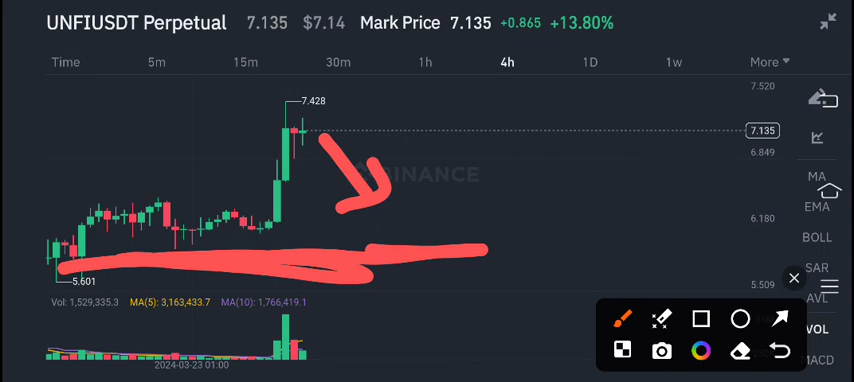 UNFIUSDT Perpetual 7.135 $7.14 Mark Price 7.135 +0.865 +13.80%
Time 5m 15m 30m 1h 4h 1D 1w More
7.520
7.428
7.135
6.849
BINANCE
MA
EMA
6.180
BOLL
SAR
5.601
5.509
AVL
Vol: 1,529,335.3 MA(5): 3,163,433.7 MA(10): 1,766,419.1
VOL
MACD
2024-03-23 01:00